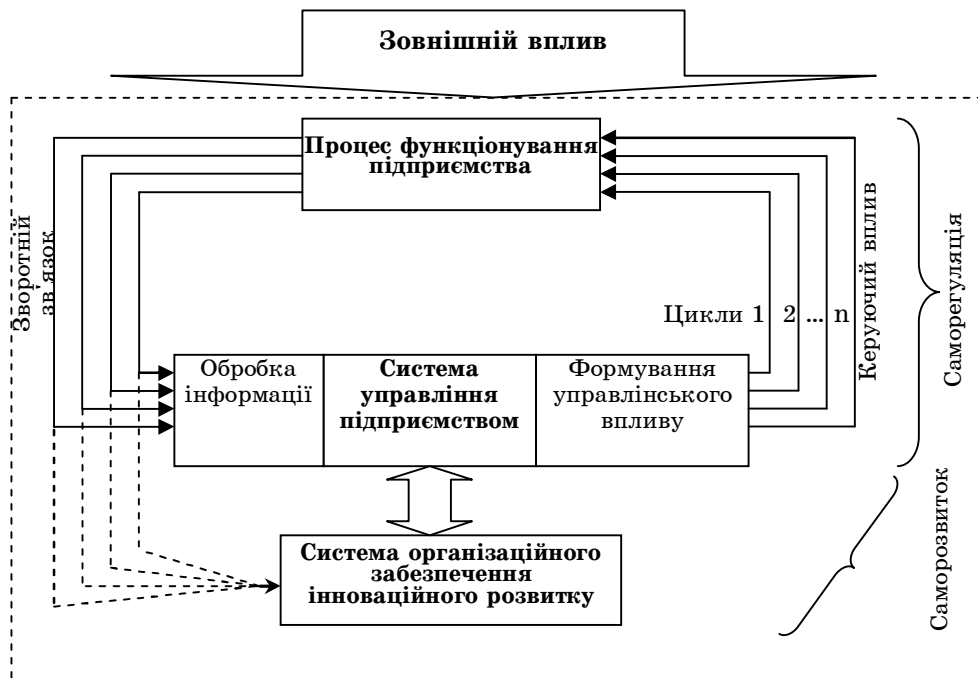 Зовнішній вплив
Процес функціонування
підприємства
Зворотній
зв'язок
Керуючий вплив
Саморегуляція
Цикли 1 2 ... n
Обробка
інформації
Система
управління
підприємством
Формування
управлінського
впливу
Система організаційного
забезпечення
інноваційного розвитку
Саморозвиток